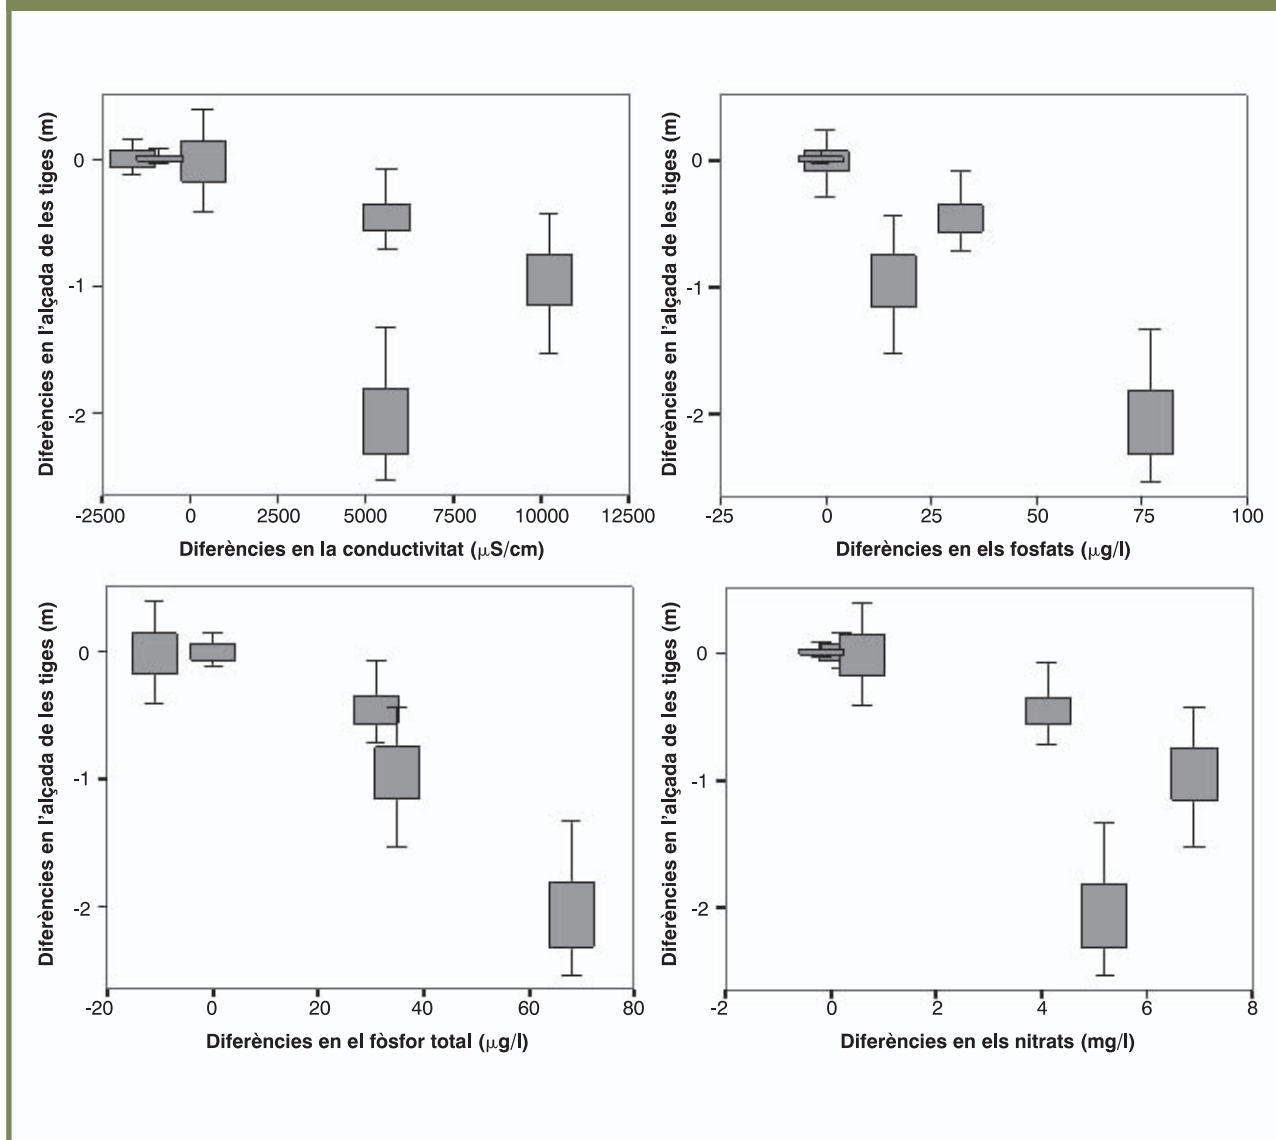 Diferències en l'alçada de les tiges (m)
0
-1
-2
-2500 0 2500 5000 7500 10000 12500
Diferències en la conductivitat (μS/cm)
Diferències en l'alçada de les tiges (m)
0
-1
-2
-25 0 25 50 75 100
Diferències en els fosfats (μg/l)
Diferències en l'alçada de les tiges (m)
0
-1
-2
-20 0 20 40 60 80
Diferències en el fòsfor total (μg/l)
Diferències en l'alçada de les tiges (m)
0
-1
-2
-2 0 2 4 6 8
Diferències en els nitrats (mg/l)